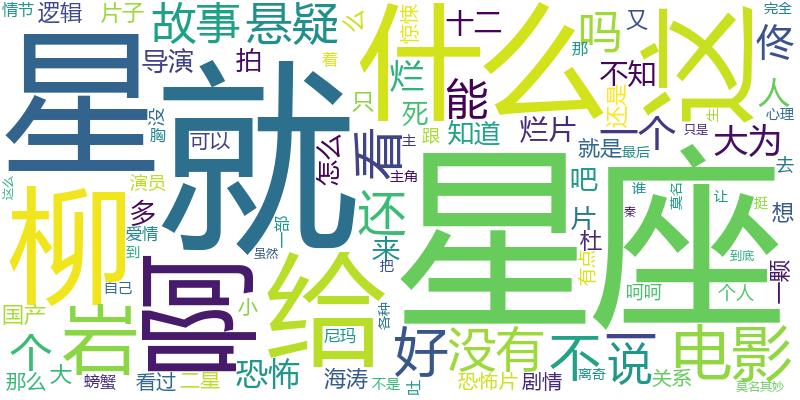 情节 逻辑 片子 故事 悬疑 么 惊悚 十二 吗 又 那 完全
星 就 什么 这 佟
导演 拍 只 烂 能 不知 人
胸 没 可以 着 死 还是 生 心理
怎么 看 跟 知道 烂片 一个 只是 大为
这么 演员 主 主角 就是 最后 去
柳 多 还 星座 吧 谁 莫名 让 挺 想
爱情 一部 来 片 秦
到 虽然 把 杜 到底
自己 啊 给 有点 一颗
国产 岩 小 各种 呵呵 个人
个 尼玛 好 没有 不 说 一 电影
那么 大 螃蟹 看过 二星 恐怖 海涛 不是 吐 恐怖片 剧情 离奇 关系 莫名其妙